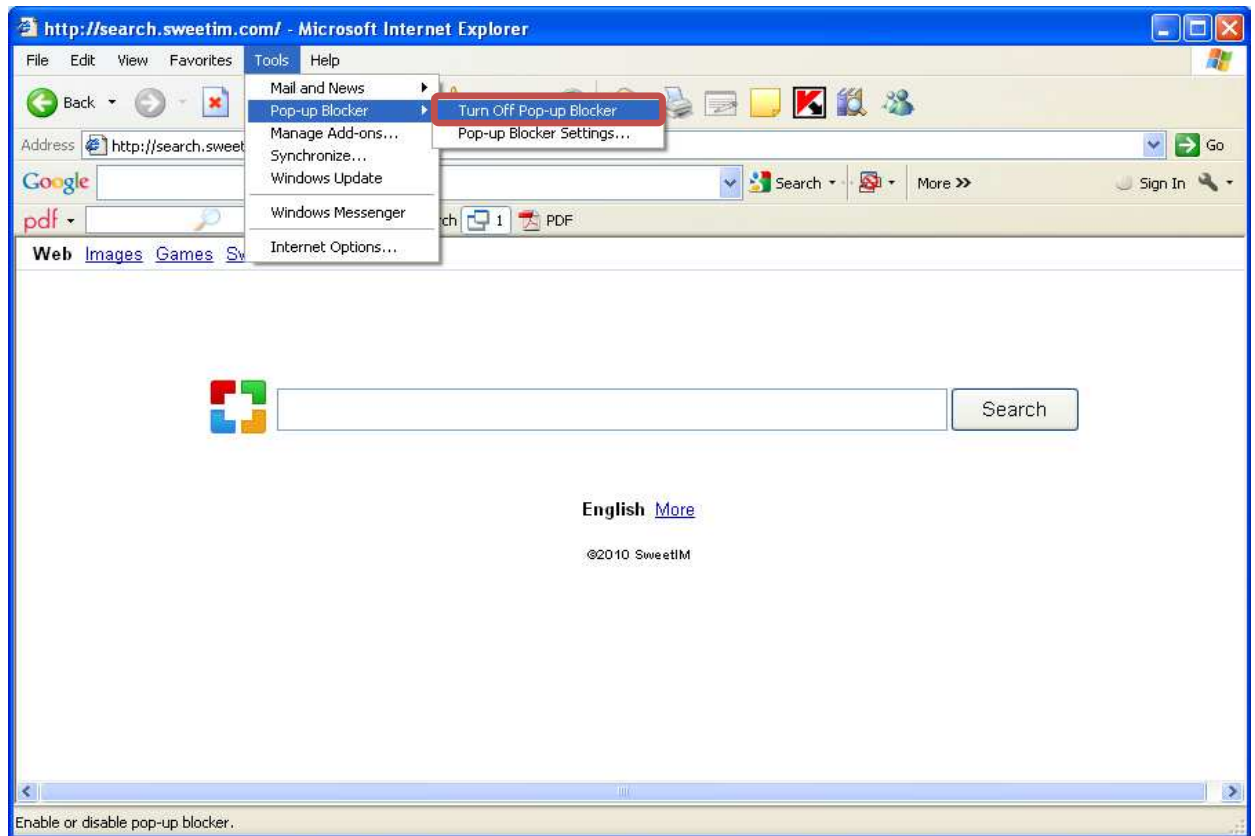 http://search.sweetim.com/ - Microsoft Internet Explorer
File Edit View Favorites Tools Help
Mail and News
Back
Pop-up Blocker
Turn Off Pop-up Blocker
Manage Add-ons...
Pop-up Blocker Settings...
Address http://search.sweet
Go
Synchronize...
Google
Windows Update
Search
More >>
Sign In
Windows Messenger
pdf
ch 1 PDF
Internet Options...
Web Images Games Sw
Search
English More
©2010 SweetIM
Enable or disable pop-up blocker.